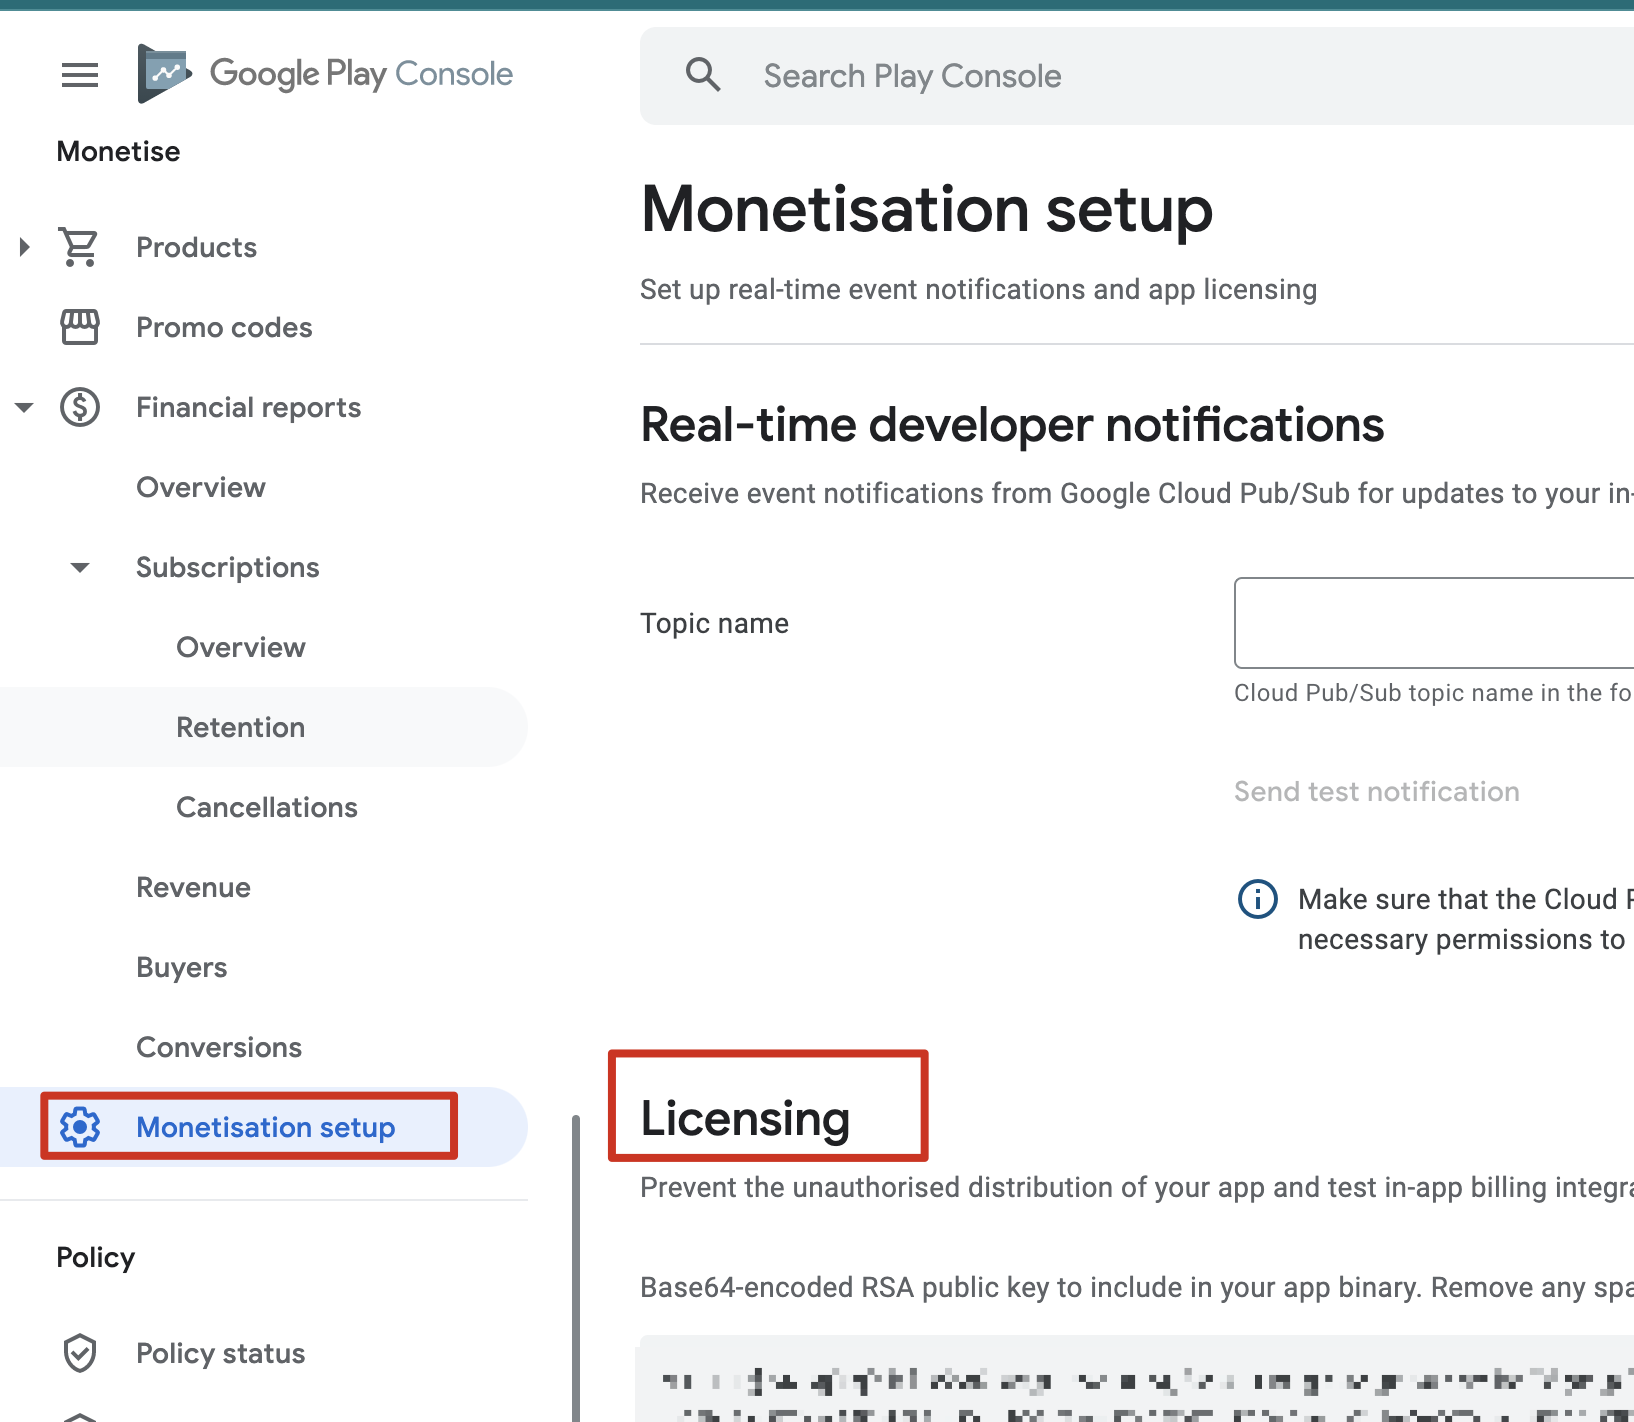 Google Play Console
Search Play Console
Monetise
Products
Promo codes
Financial reports
Overview
Subscriptions
Overview
Retention
Cancellations
Revenue
Buyers
Conversions
Monetisation setup
Policy
Policy status
Monetisation setup
Set up real-time event notifications and app licensing
Real-time developer notifications
Receive event notifications from Google Cloud Pub/Sub for updates to your in-
Topic name
Cloud Pub/Sub topic name in the fo
Send test notification
Make sure that the Cloud
necessary permissions to
Licensing
Prevent the unauthorised distribution of your app and test in-app billing integra
Base64-encoded RSA public key to include in your app binary. Remove any spa